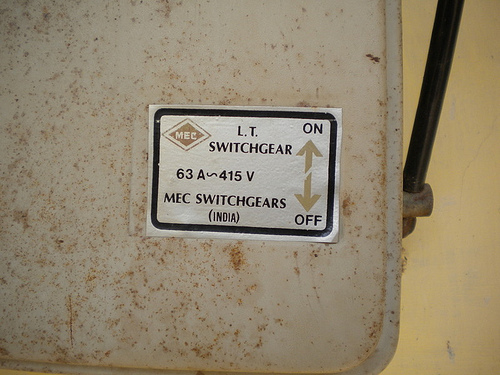 MEC
L.T.
SWITCHGEAR
ON
63 A~415 V
MEC SWITCHGEARS
(INDIA)
OFF